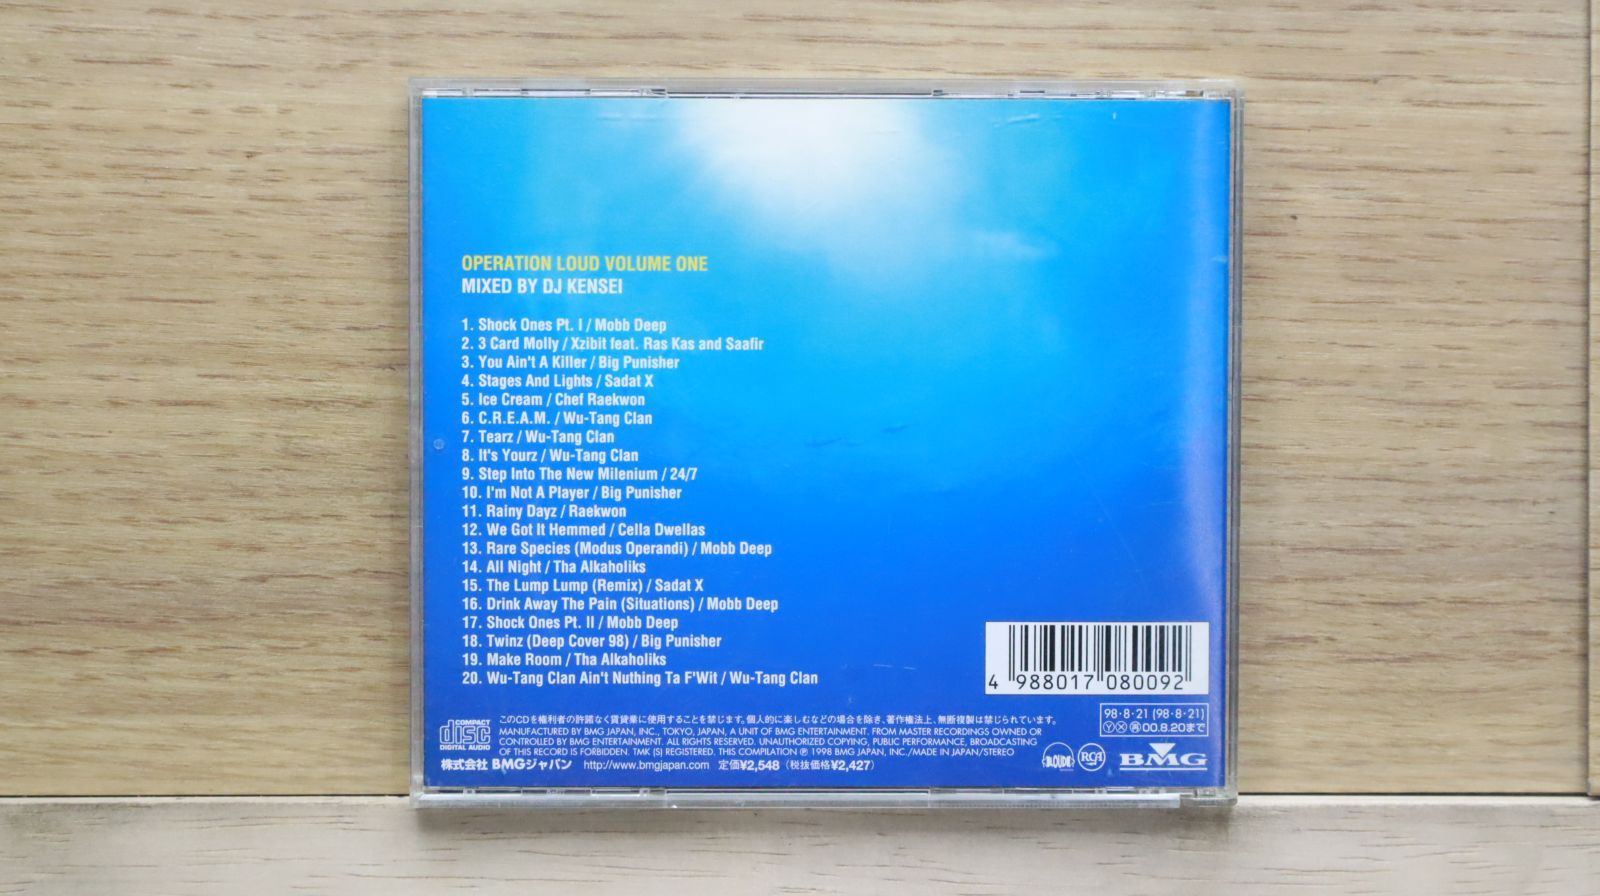 OPERATION LOUD VOLUME ONE
MIXED BY DJ KENSEI
1. Shock Ones Pt. I / Mobb Deep
2. 3 Card Molly / Xzibit feat. Ras Kas and Saafir
3. You Ain't A Killer / Big Punisher
4. Stages And Lights / Sadat X
5. Ice Cream / Chef Raekwon
6. C.R.E.A.M. / Wu-Tang Clan
7. Tearz / Wu-Tang Clan
8. It's Yourz / Wu-Tang Clan
9. Step Into The New Milenium / 24/7
10. I'm Not A Player / Big Punisher
11. Rainy Dayz / Raekwon
12. We Got It Hemmed / Cella Dwellas
13. Rare Species (Modus Operandi) / Mobb Deep
14. All Night / Tha Alkaholiks
15. The Lump Lump (Remix) / Sadat X
16. Drink Away The Pain (Situations) / Mobb Deep
17. Shock Ones Pt. II / Mobb Deep
18. Twinz (Deep Cover 98) / Big Punisher
19. Make Room / Tha Alkaholiks
20. Wu-Tang Clan Ain't Nuthing Ta F'Wit / Wu-Tang Clan
4 988017 080092
98・8・21 (98・8・21)
Ⓨ Ⓧ 再 00.8.20まで
COMPACT
disc
DIGITAL AUDIO
このCDを権利者の許諾なく賃貸業に使用することを禁じます。個人的に楽しむなどの場合を除き、著作権法上、無断複製は禁じられています。
MANUFACTURED BY BMG JAPAN, INC., TOKYO, JAPAN, A UNIT OF BMG ENTERTAINMENT. FROM MASTER RECORDINGS OWNED OR
CONTROLLED BY BMG ENTERTAINMENT. ALL RIGHTS RESERVED. UNAUTHORIZED COPYING, PUBLIC PERFORMANCE, BROADCASTING
OF THIS RECORD IS FORBIDDEN. TMK (S) REGISTERED. THIS COMPILATION ℗ 1998 BMG JAPAN, INC./MADE IN JAPAN/STEREO
株式会社 BMGジャパン http://www.bmgjapan.com 定価¥2,548 (税抜価格¥2,427)
LOUD
RCA
BMG